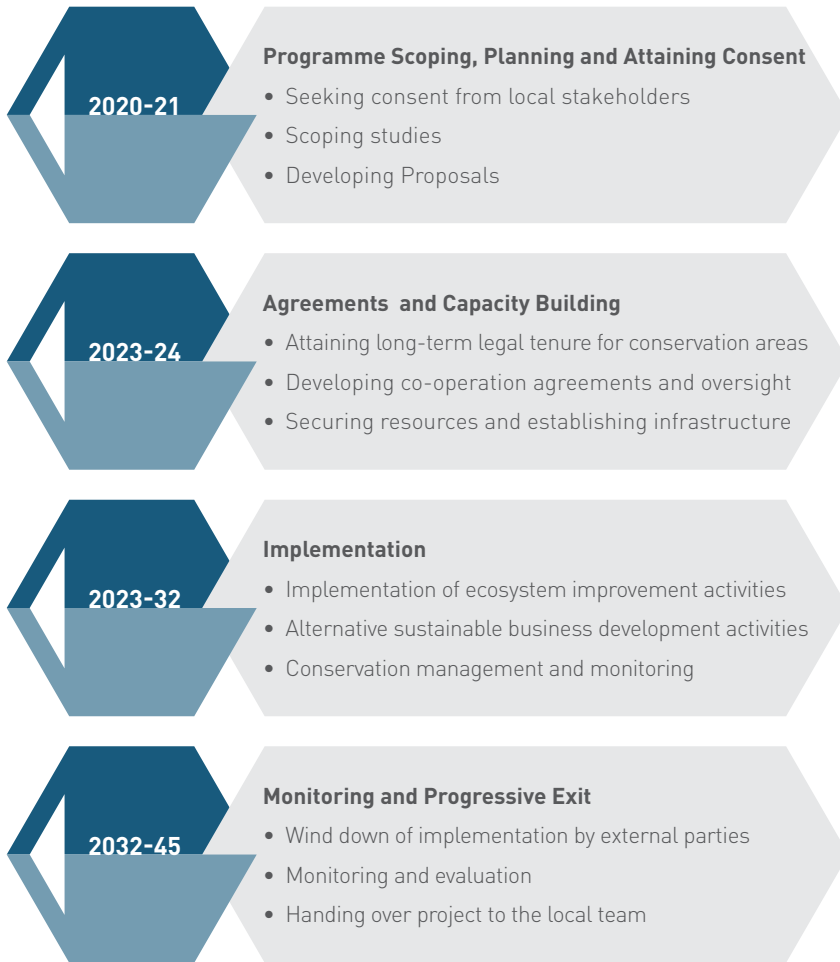 2020-21
Programme Scoping, Planning and Attaining Consent
• Seeking consent from local stakeholders
• Scoping studies
• Developing Proposals
2023-24
Agreements  and Capacity Building
• Attaining long-term legal tenure for conservation areas
• Developing co-operation agreements and oversight
• Securing resources and establishing infrastructure
2023-32
Implementation
• Implementation of ecosystem improvement activities
• Alternative sustainable business development activities
• Conservation management and monitoring
2032-45
Monitoring and Progressive Exit
• Wind down of implementation by external parties
• Monitoring and evaluation
• Handing over project to the local team